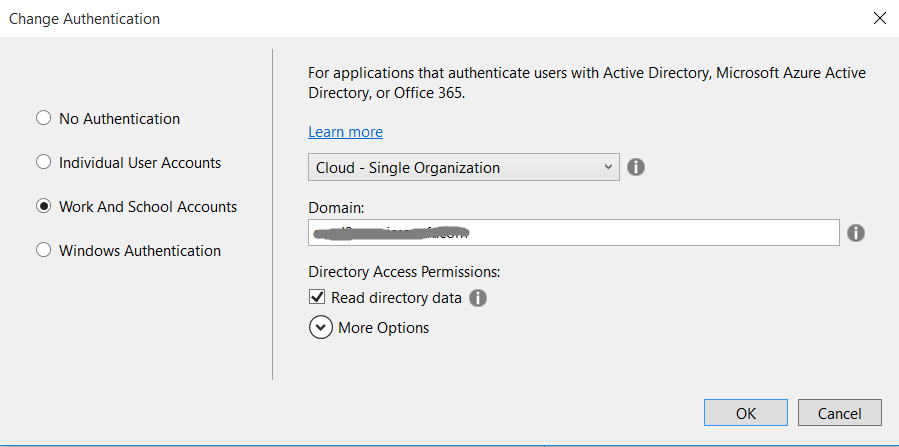 Change Authentication
No Authentication
Individual User Accounts
Work And School Accounts
Windows Authentication
For applications that authenticate users with Active Directory, Microsoft Azure Active
Directory, or Office 365.
Learn more
Cloud - Single Organization
Domain:
Directory Access Permissions:
Read directory data
More Options
OK
Cancel